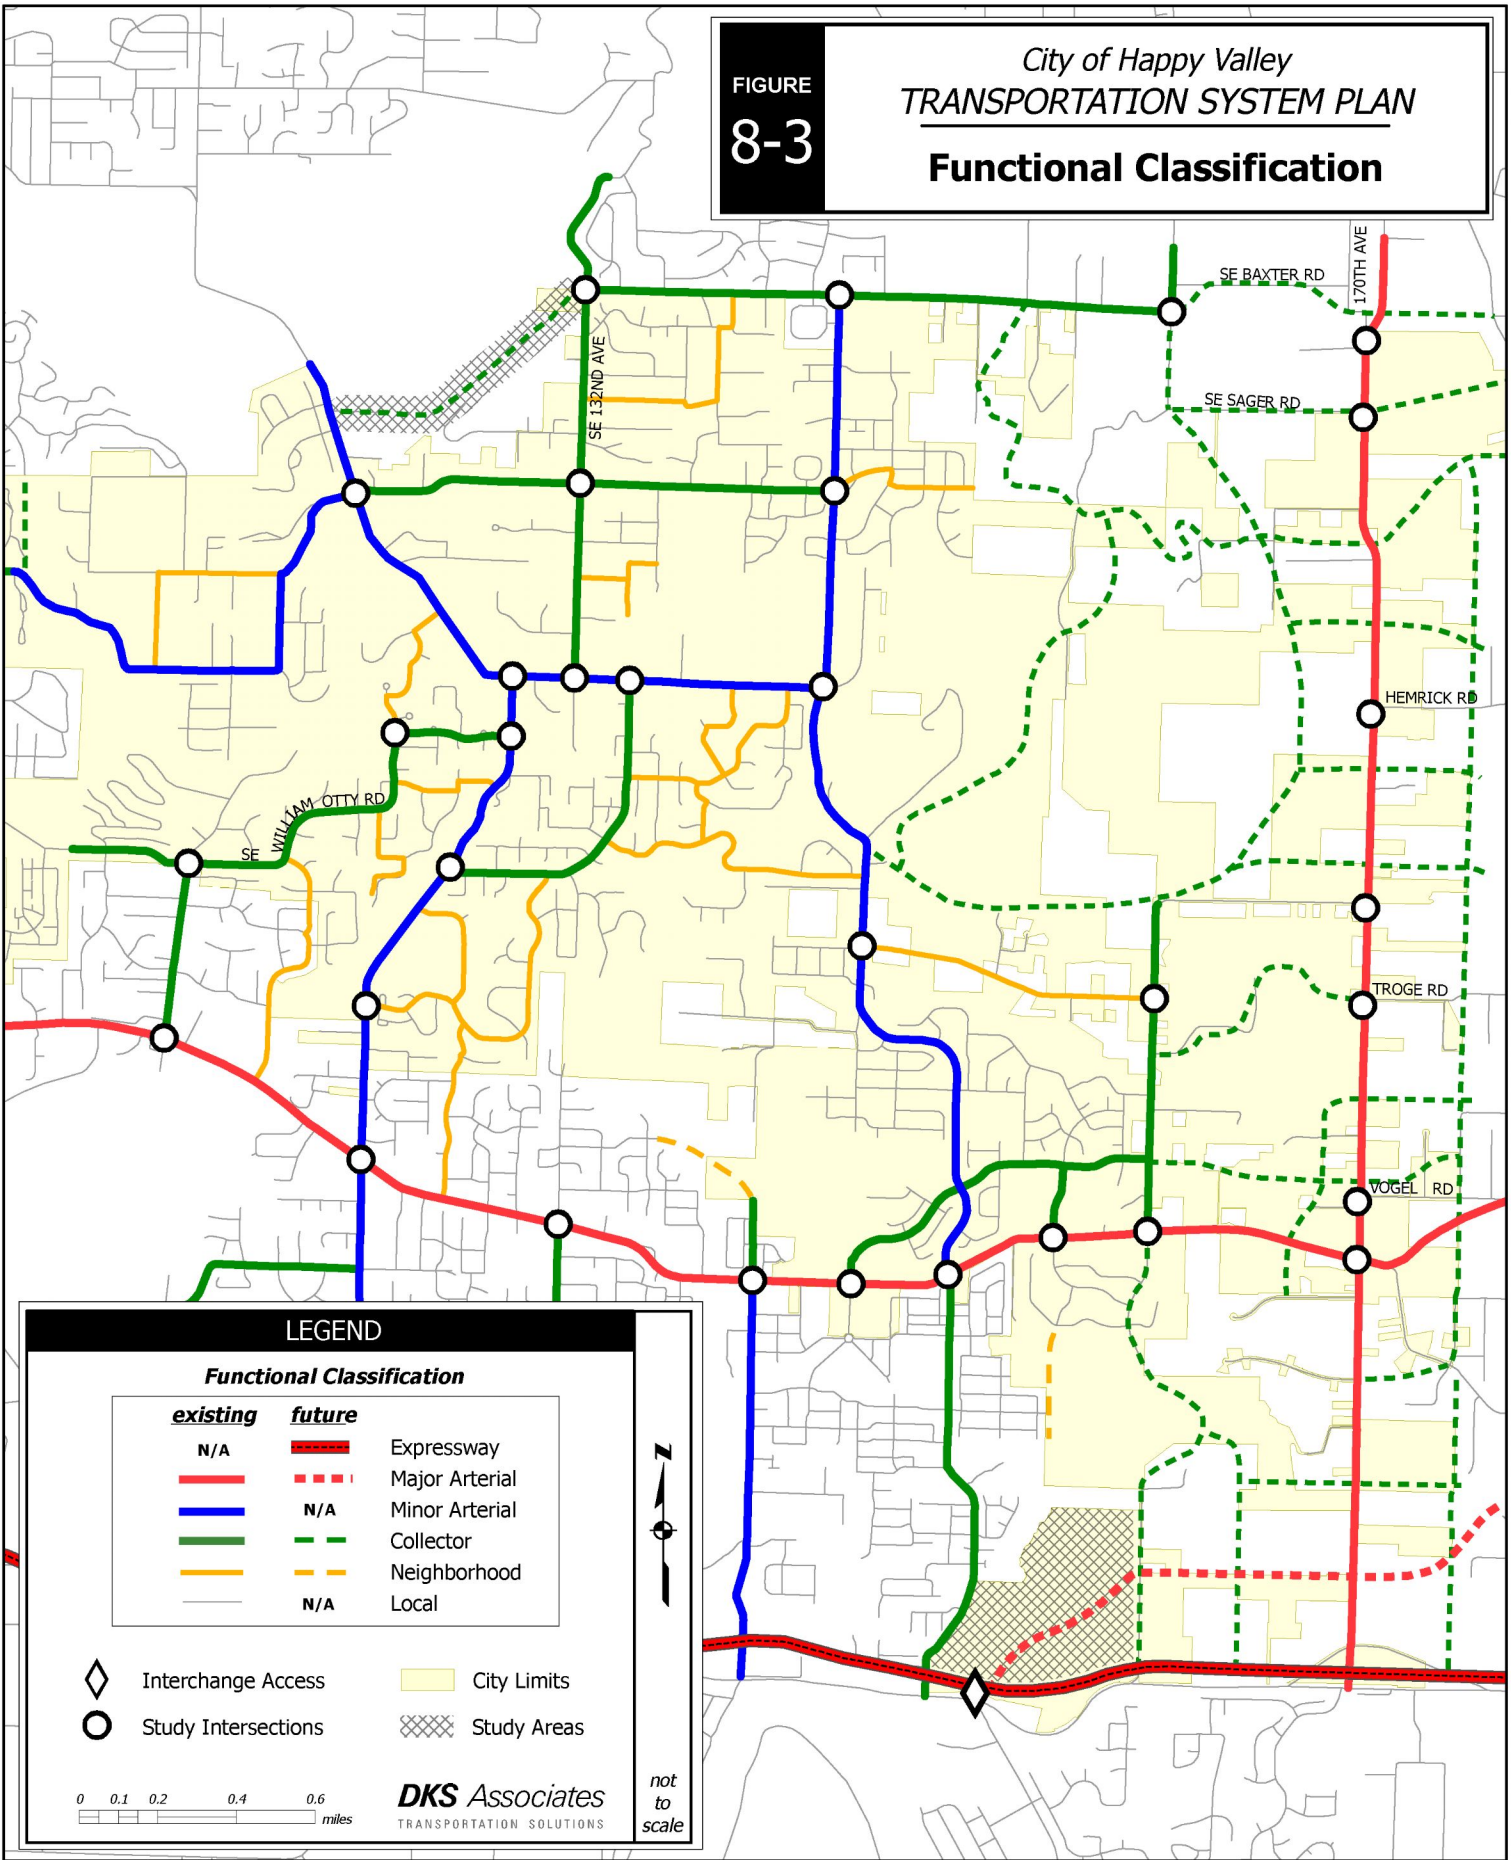 FIGURE
8-3
City of Happy Valley
TRANSPORTATION SYSTEM PLAN
Functional Classification
170TH AVE
SE BAXTER RD
SE 132ND AVE
SE SAGER RD
HEMRICK RD
SE WILLIAM OTTY RD
TROGE RD
VOGEL RD
LEGEND
Functional Classification
existing future
N/A Expressway
Major Arterial
N/A Minor Arterial
Collector
Neighborhood
N/A Local
Interchange Access City Limits
Study Intersections Study Areas
0 0.1 0.2 0.4 0.6 miles
DKS Associates
TRANSPORTATION SOLUTIONS
Z
not
to
scale